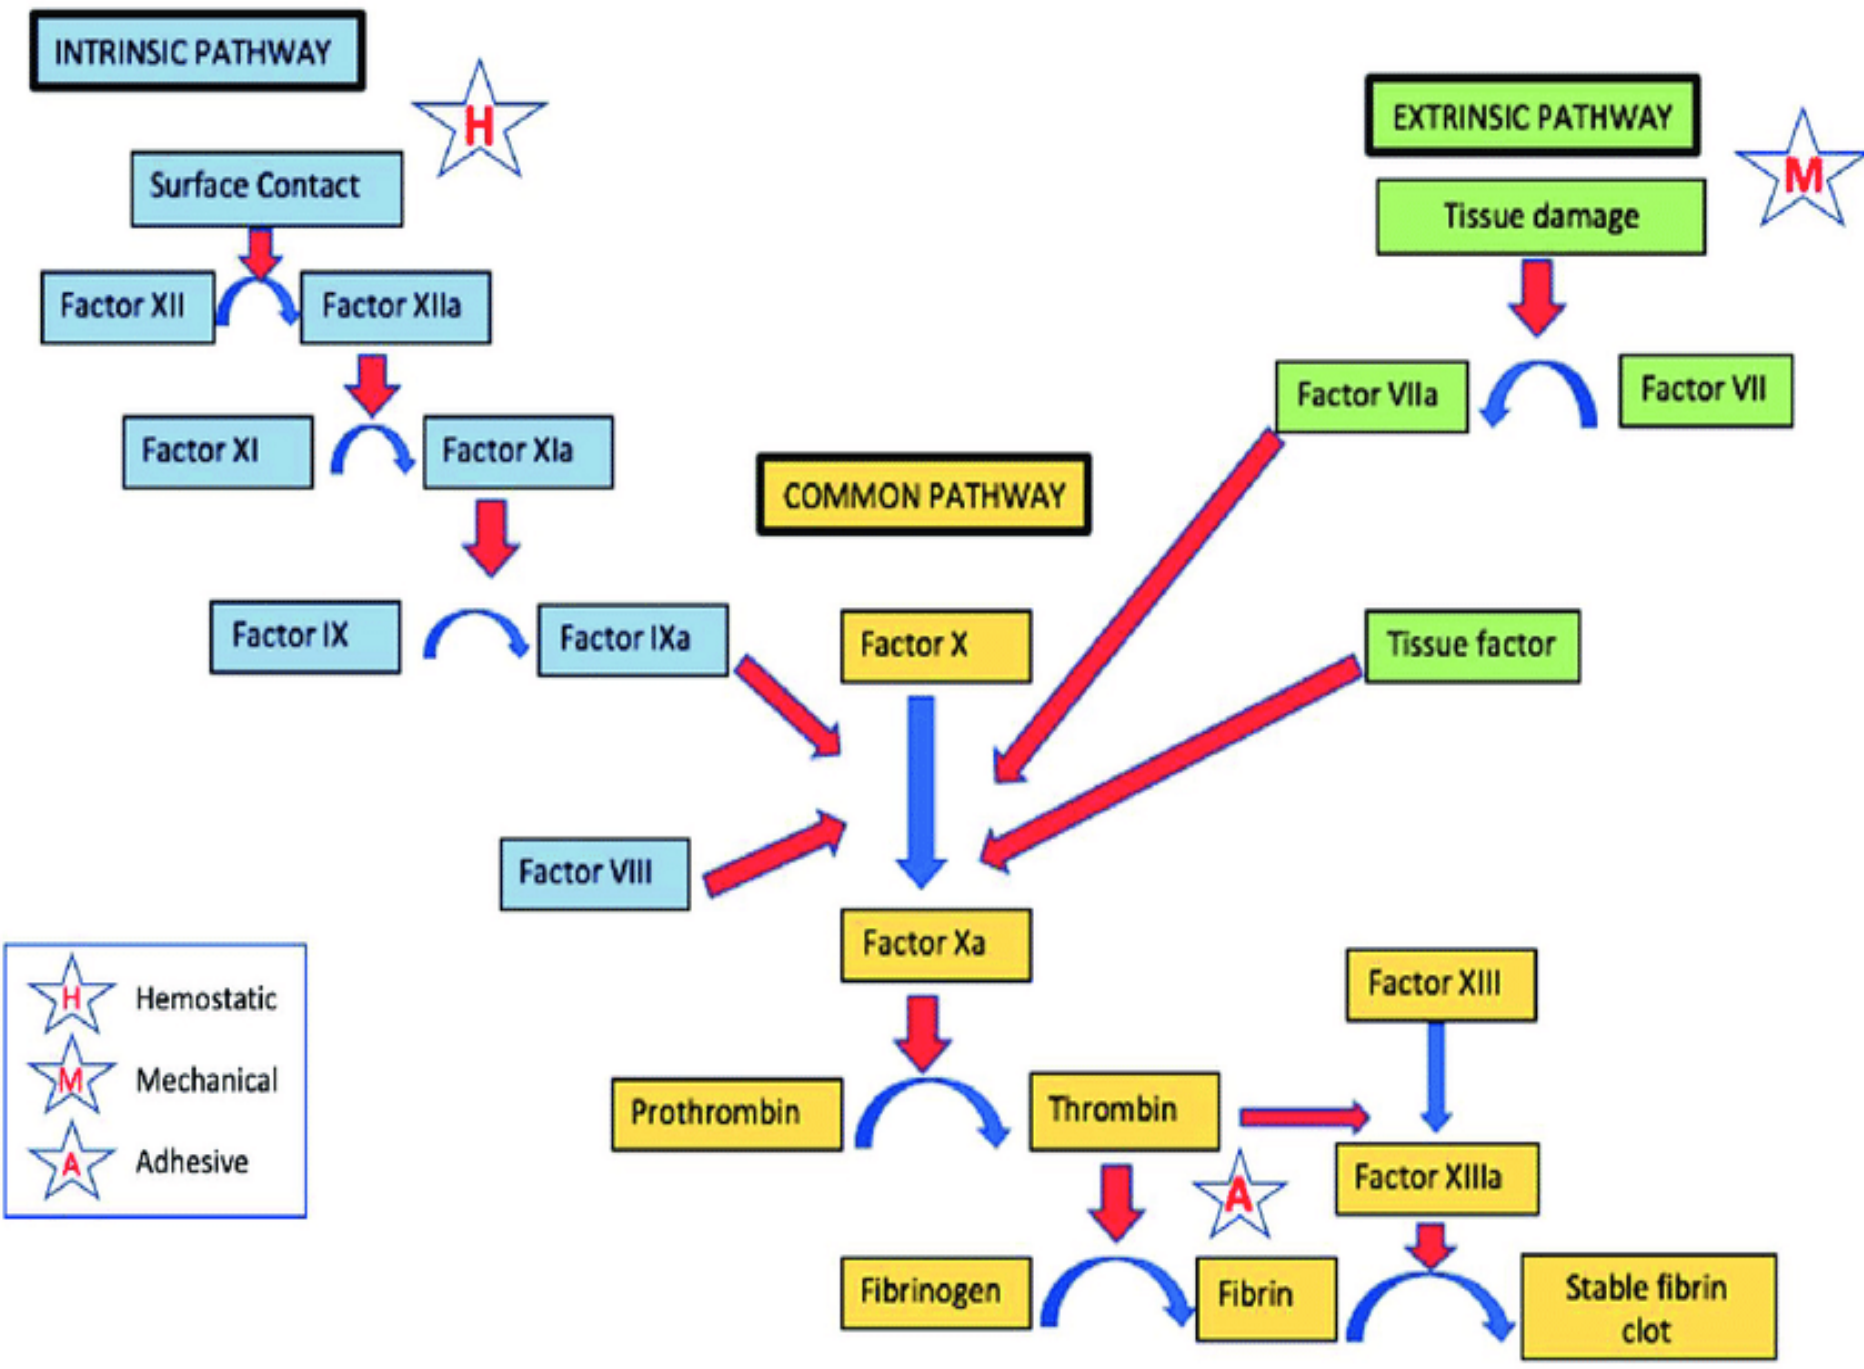 INTRINSIC PATHWAY
H
Surface Contact
Factor XII
Factor XIIa
Factor XI
Factor XIa
Factor IX
Factor IXa
Factor VIII
EXTRINSIC PATHWAY
M
Tissue damage
Factor VIIa
Factor VII
Tissue factor
COMMON PATHWAY
Factor X
Factor Xa
Prothrombin
Thrombin
Factor XIII
Factor XIIIa
A
Fibrinogen
Fibrin
Stable fibrin
clot
H Hemostatic
M Mechanical
A Adhesive